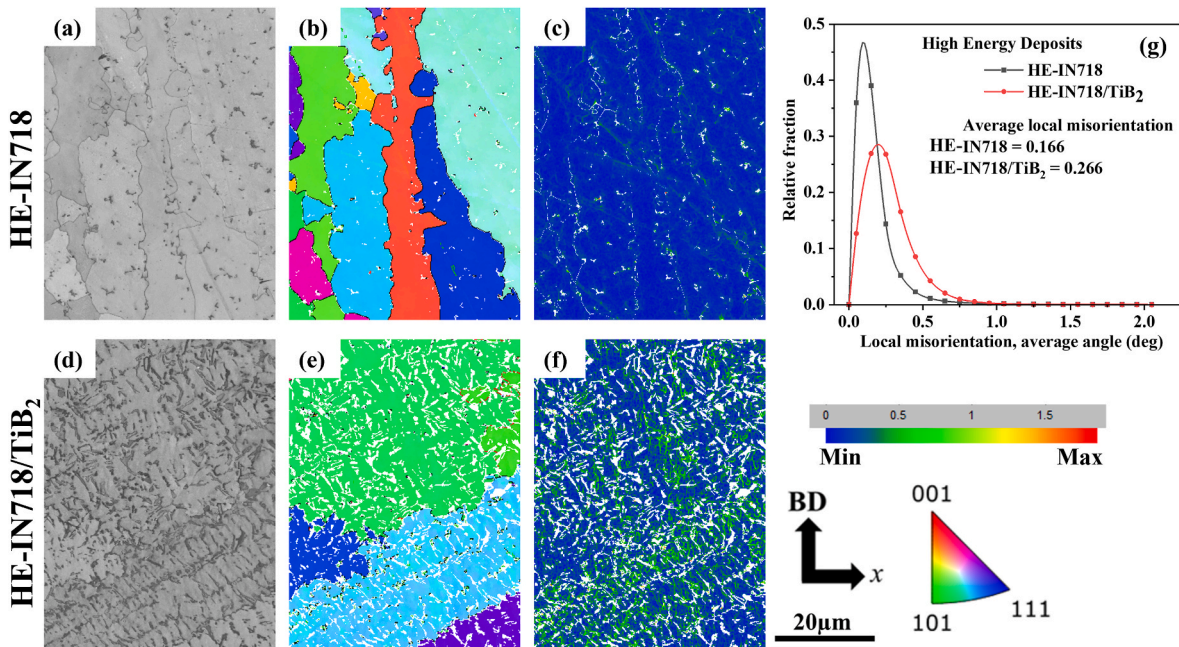 (a)
(b)
(c)
HE-IN718
(d)
(e)
(f)
HE-IN718/TiB₂
(g)
0.5
0.4
0.3
0.2
0.1
0.0
Relative fraction
High Energy Deposits
HE-IN718
HE-IN718/TiB₂
Average local misorientation
HE-IN718 = 0.166
HE-IN718/TiB₂ = 0.266
0.0 0.5 1.0 1.5 2.0
Local misorientation, average angle (deg)
0 0.5 1 1.5
Min Max
BD
x
20µm
001
101
111